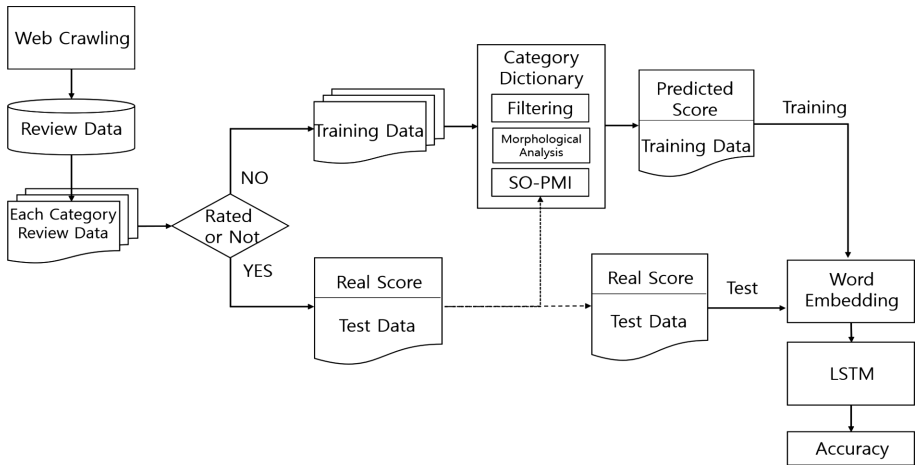 Web Crawling
Review Data
Each Category
Review Data
Rated
or Not
NO
YES
Training Data
Real Score
Test Data
Category
Dictionary
Filtering
Morphological
Analysis
SO-PMI
Predicted
Score
Training Data
Training
Real Score
Test Data
Test
Word
Embedding
LSTM
Accuracy